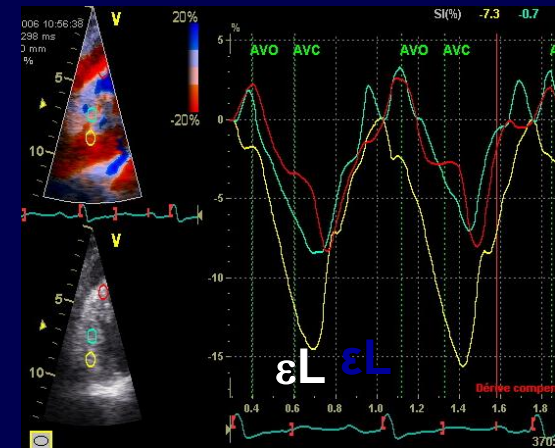 006 10:56:38
298 ms
0 mm
%
V
20%
-20%
5
10
V
5
10
SI(%) -7.3 -0.7
5
AVO AVC AVO AVC A
0
-5
-10
-15
εL εL
Dérive compen
0.4 0.6 0.8 1.0 1.2 1.4 1.6 1.8
370